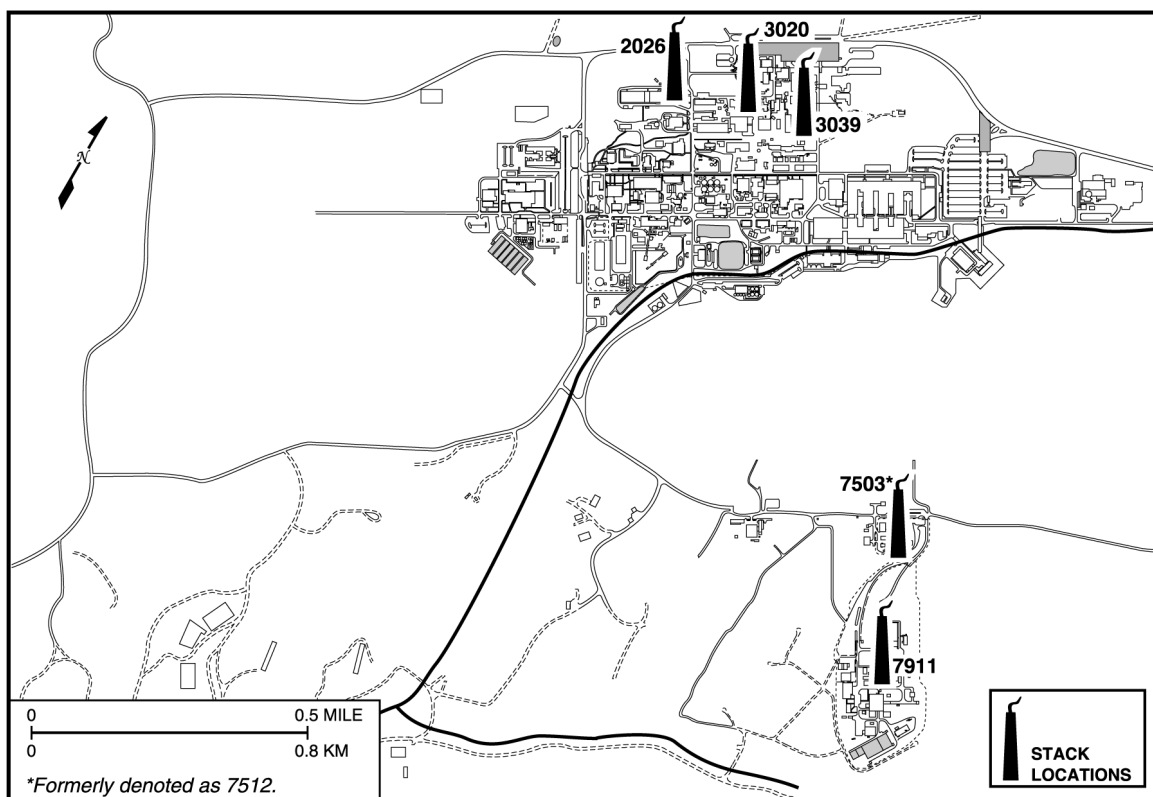 2026
3020
3039
N
7503*
7911
0
0.5 MILE
0
0.8 KM
*Formerly denoted as 7512.
STACK
LOCATIONS